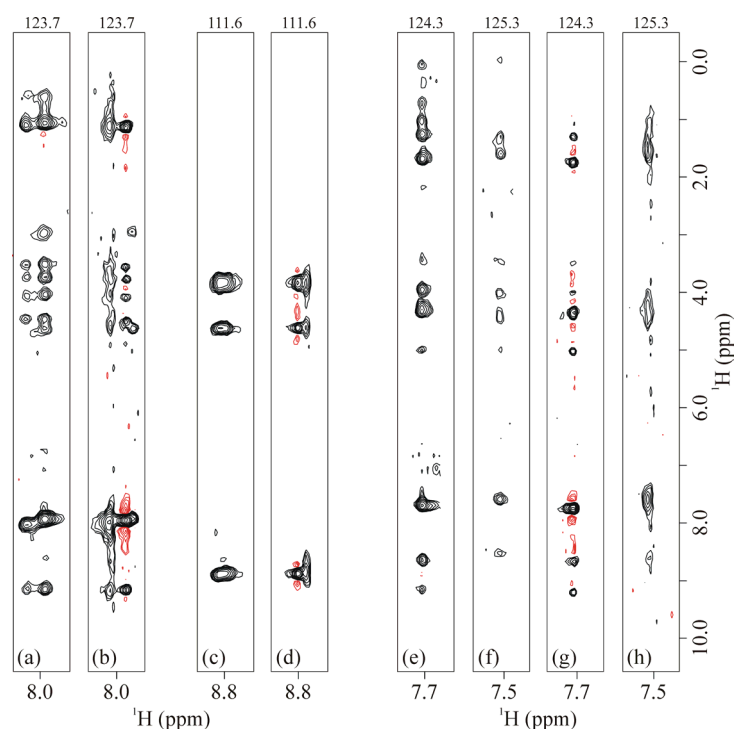 123.7 123.7 111.6 111.6 124.3 125.3 124.3 125.3
0.0
2.0
4.0
6.0
8.0
10.0
¹H (ppm)
(a) (b) (c) (d) (e) (f) (g) (h)
8.0 8.0 8.8 8.8 7.7 7.5 7.7 7.5
¹H (ppm) ¹H (ppm)